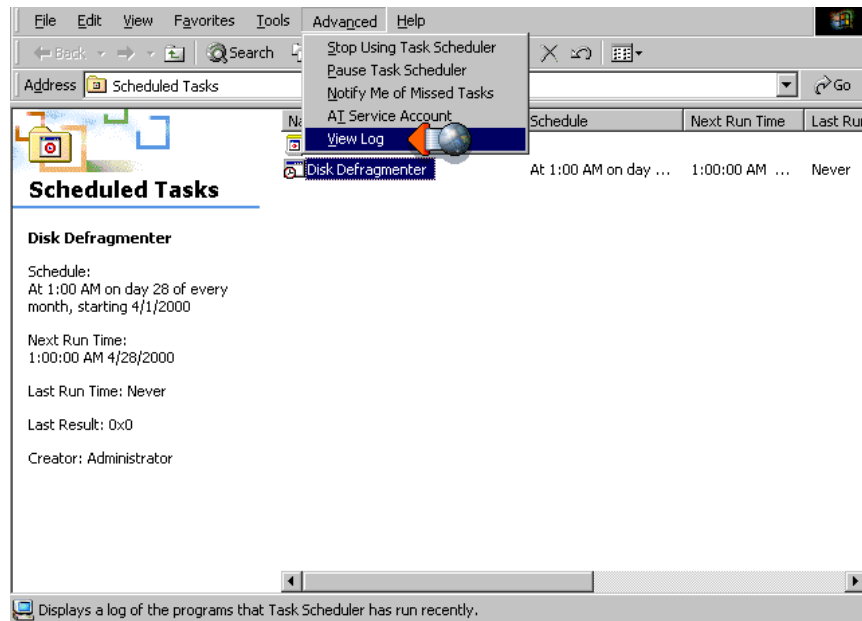 File Edit View Favorites Tools Advanced Help
Back Search
Stop Using Task Scheduler
Pause Task Scheduler
Notify Me of Missed Tasks
AT Service Account
View Log
Address Scheduled Tasks Go
Schedule Next Run Time Last Ru
Disk Defragmenter At 1:00 AM on day ... 1:00:00 AM ... Never
Scheduled Tasks
Disk Defragmenter
Schedule:
At 1:00 AM on day 28 of every
month, starting 4/1/2000
Next Run Time:
1:00:00 AM 4/28/2000
Last Run Time: Never
Last Result: 0x0
Creator: Administrator
Displays a log of the programs that Task Scheduler has run recently.